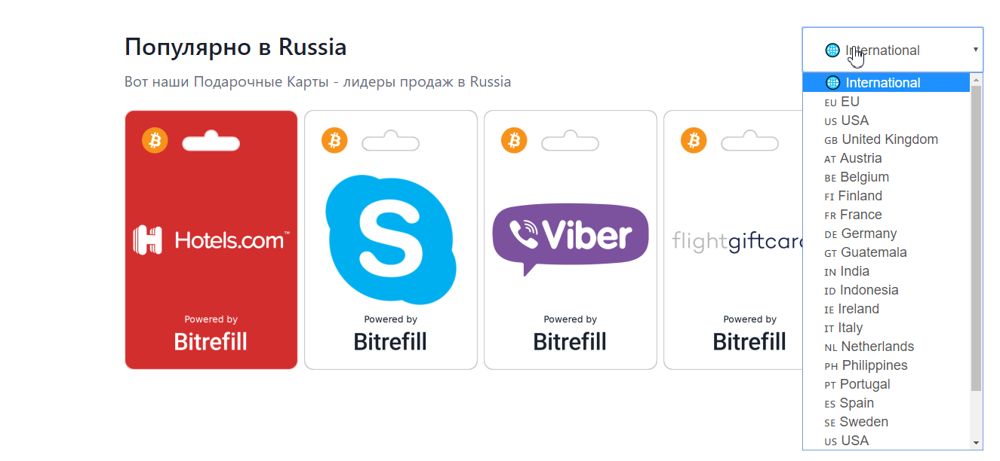 Популярно в Russia
Вот наши Подарочные Карты - лидеры продаж в Russia
Hotels.com™
Powered by
Bitrefill
S
Powered by
Bitrefill
Viber
Powered by
Bitrefill
flightgiftcard
Powered by
Bitrefill
International
International
EU EU
US USA
GB United Kingdom
AT Austria
BE Belgium
FI Finland
FR France
DE Germany
GT Guatemala
IN India
ID Indonesia
IE Ireland
IT Italy
NL Netherlands
PH Philippines
PT Portugal
ES Spain
SE Sweden
US USA